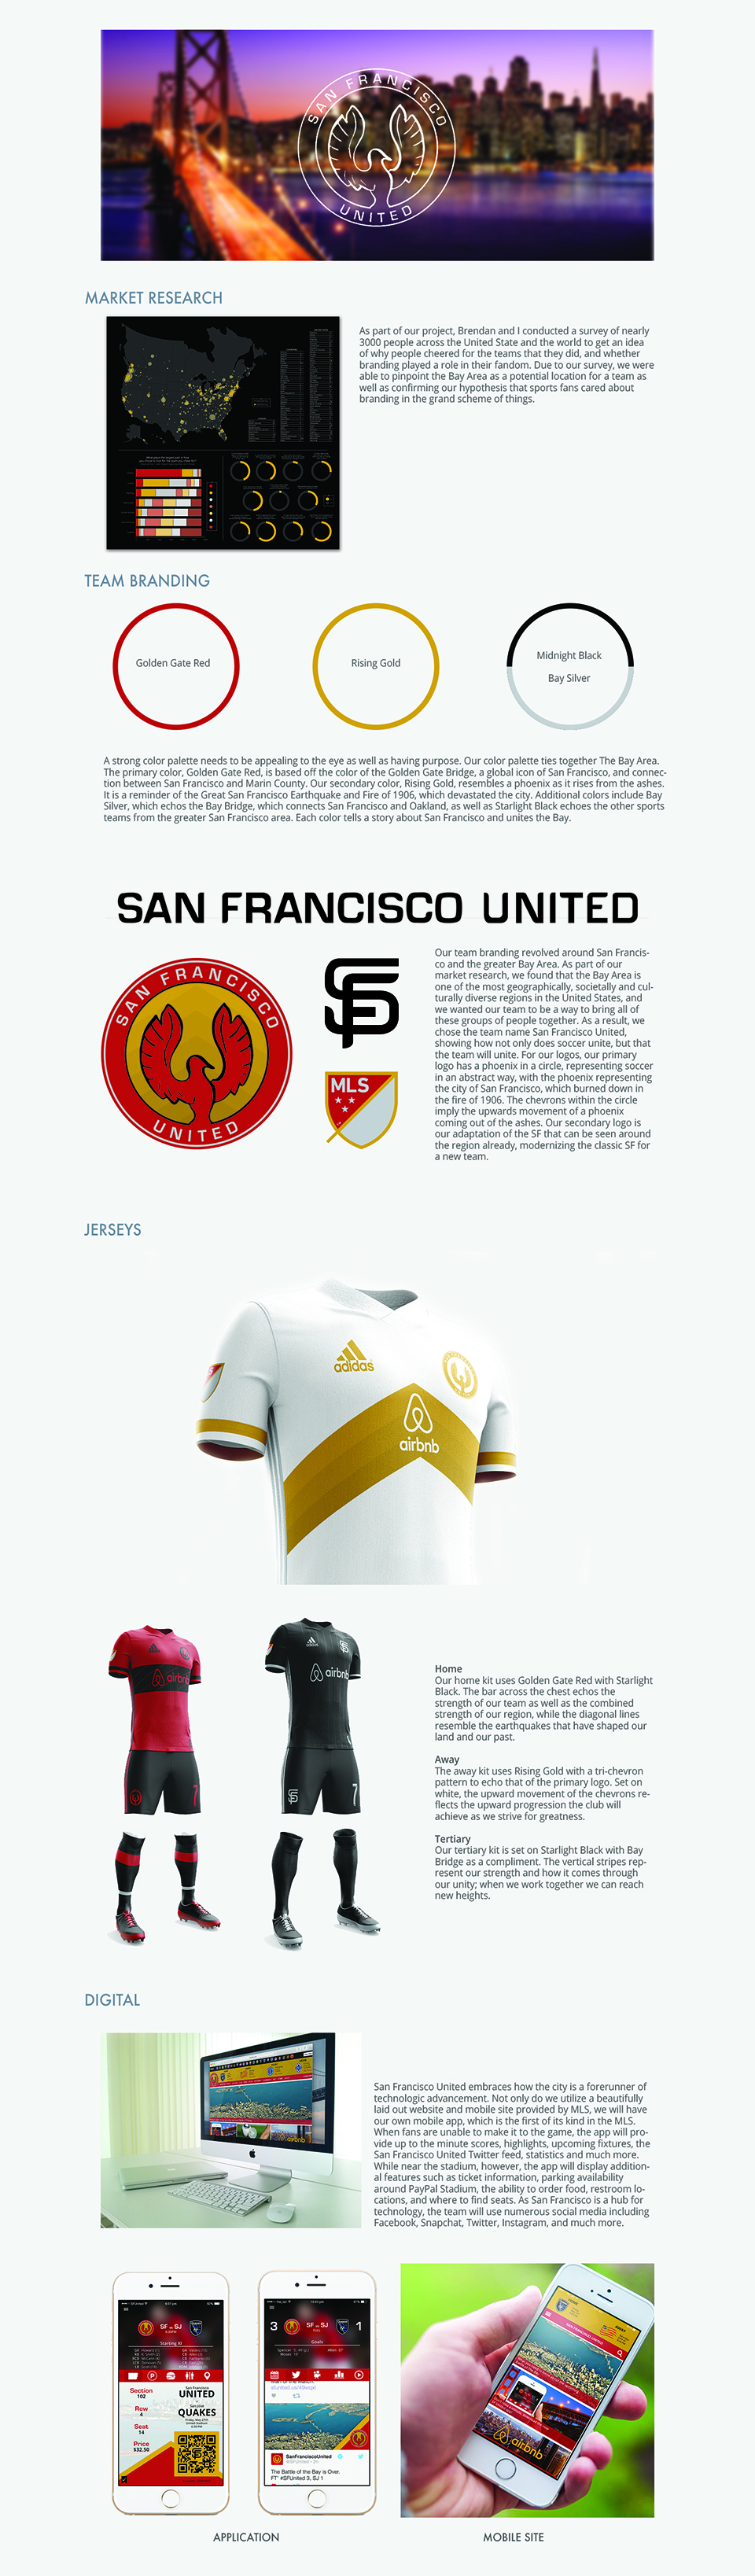 SAN FRANCISCO
UNITED
MARKET RESEARCH
As part of our project, Brendan and I conducted a survey of nearly
3000 people across the United State and the world to get an idea
of why people cheered for the teams that they did, and whether
branding played a role in their fandom. Due to our survey, we were
able to pinpoint the Bay Area as a potential location for a team as
well as confirming our hypothesis that sports fans cared about
branding in the grand scheme of things.
TEAM BRANDING
Golden Gate Red
Rising Gold
Midnight Black
Bay Silver
A strong color palette needs to be appealing to the eye as well as having purpose. Our color palette ties together The Bay Area.
The primary color, Golden Gate Red, is based off the color of the Golden Gate Bridge, a global icon of San Francisco, and connec-
tion between San Francisco and Marin County. Our secondary color, Rising Gold, resembles a phoenix as it rises from the ashes.
It is a reminder of the Great San Francisco Earthquake and Fire of 1906, which devastated the city. Additional colors include Bay
Silver, which echos the Bay Bridge, which connects San Francisco and Oakland, as well as Starlight Black echoes the other sports
teams from the greater San Francisco area. Each color tells a story about San Francisco and unites the Bay.
SAN FRANCISCO UNITED
SAN FRANCISCO
UNITED
SF
MLS
Our team branding revolved around San Francis-
co and the greater Bay Area. As part of our
market research, we found that the Bay Area is
one of the most geographically, societally and cul-
turally diverse regions in the United States, and
we wanted our team to be a way to bring all of
these groups of people together. As a result, we
chose the team name San Francisco United,
showing how not only does soccer unite, but that
the team will unite. For our logos, our primary
logo has a phoenix in a circle, representing soccer
in an abstract way, with the phoenix representing
the city of San Francisco, which burned down in
the fire of 1906. The chevrons within the circle
imply the upwards movement of a phoenix
coming out of the ashes. Our secondary logo is
our adaptation of the SF that can be seen around
the region already, modernizing the classic SF for
a new team.
JERSEYS
adidas
airbnb
airbnb
airbnb
7
7
Home
Our home kit uses Golden Gate Red with Starlight
Black. The bar across the chest echos the
strength of our team as well as the combined
strength of our region, while the diagonal lines
resemble the earthquakes that have shaped our
land and our past.
Away
The away kit uses Rising Gold with a tri-chevron
pattern to echo that of the primary logo. Set on
white, the upward movement of the chevrons re-
flects the upward progression the club will
achieve as we strive for greatness.
Tertiary
Our tertiary kit is set on Starlight Black with Bay
Bridge as a compliment. The vertical stripes rep-
resent our strength and how it comes through
our unity; when we work together we can reach
new heights.
DIGITAL
airbnb
San Francisco United embraces how the city is a forerunner of
technologic advancement. Not only do we utilize a beautifully
laid out website and mobile site provided by MLS, we will have
our own mobile app, which is the first of its kind in the MLS.
When fans are unable to make it to the game, the app will pro-
vide up to the minute scores, highlights, upcoming fixtures, the
San Francisco United Twitter feed, statistics and much more.
While near the stadium, however, the app will display addition-
al features such as ticket information, parking availability
around PayPal Stadium, the ability to order food, restroom lo-
cations, and where to find seats. As San Francisco is a hub for
technology, the team will use numerous social media including
Facebook, Snapchat, Twitter, Instagram, and much more.
SF vs SJ
Starting XI
Section
102
Row
4
Seat
14
Price
$32.50
San Francisco
UNITED
QUAKES
3 SF vs SJ 1
Goals
SanFranciscoUnited
The Battle of the Bay is Over.
FT' #SFUnited 3, SJ 1
airbnb
APPLICATION
MOBILE SITE